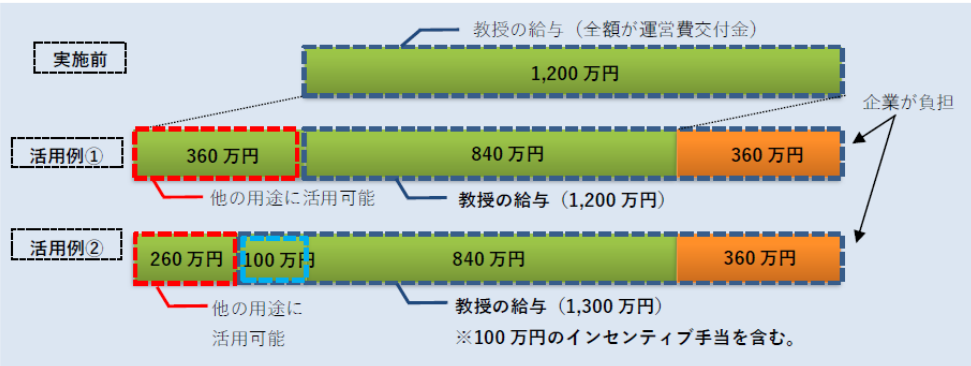 教授の給与（全額が運営費交付金）
実施前
1,200 万円
企業が負担
活用例①
360 万円
840 万円
360 万円
他の用途に活用可能
教授の給与（1,200 万円）
活用例②
260 万円
100 万円
840 万円
360 万円
他の用途に
活用可能
教授の給与（1,300 万円）
※100 万円のインセンティブ手当を含む。